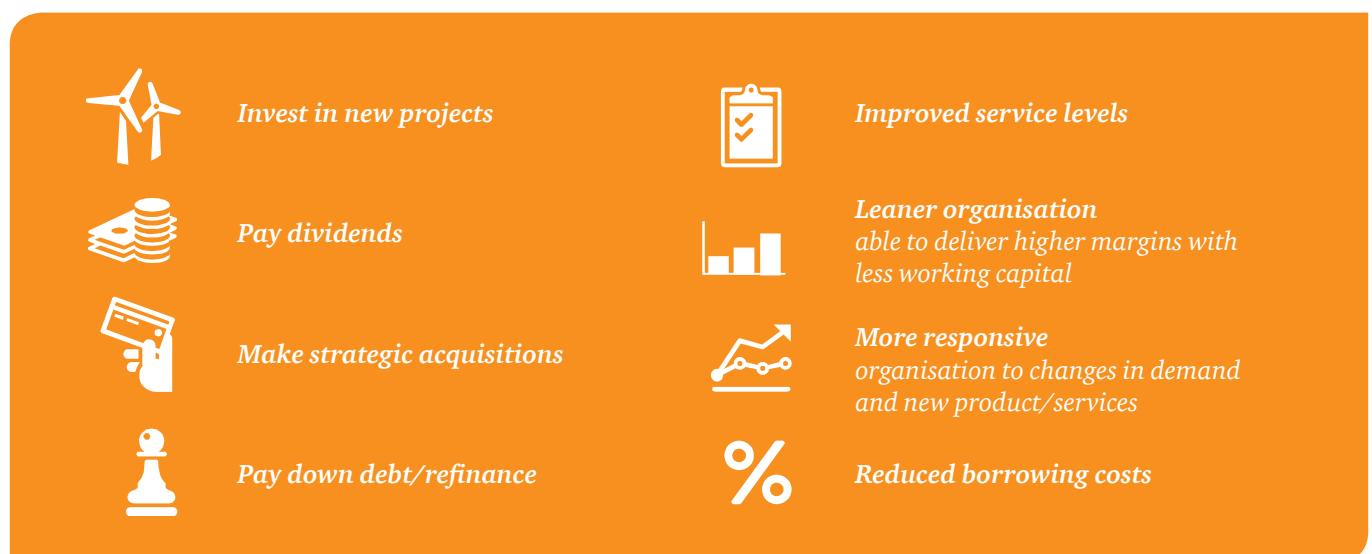 Invest in new projects
Pay dividends
Make strategic acquisitions
Pay down debt/refinance
Improved service levels
Leaner organisation
able to deliver higher margins with
less working capital
More responsive
organisation to changes in demand
and new product/services
Reduced borrowing costs